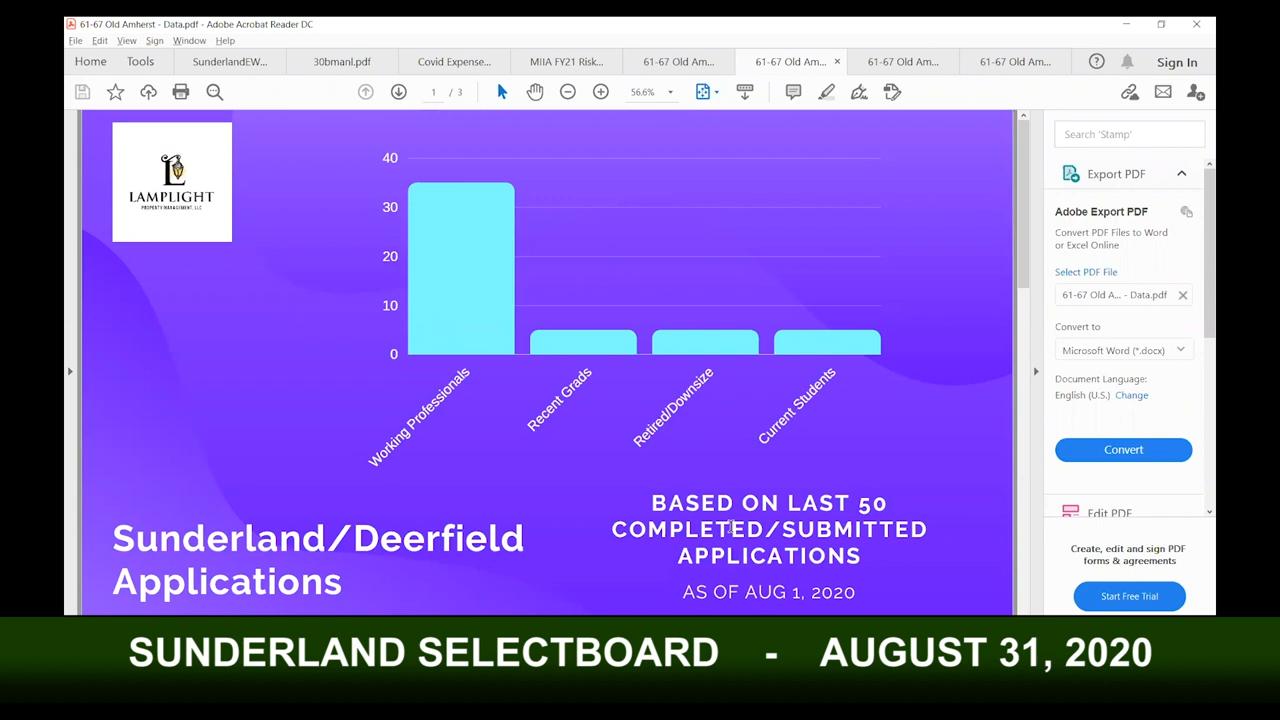 61-67 Old Amherst - Data.pdf - Adobe Acrobat Reader DC
File Edit View Sign Window Help
Home Tools SunderlandEW... 30bmanl.pdf Covid Expense... MIIA FY21 Risk... 61-67 Old Am... 61-67 Old Am... × 61-67 Old Am... 61-67 Old Am... Sign In
1 / 3 56.6%
LAMPLIGHT
PROPERTY MANAGEMENT, LLC
40
30
20
10
0
Working Professionals
Recent Grads
Retired/Downsize
Current Students
Sunderland/Deerfield
Applications
BASED ON LAST 50
COMPLETED/SUBMITTED
APPLICATIONS
AS OF AUG 1, 2020
Search 'Stamp'
Export PDF
Adobe Export PDF
Convert PDF Files to Word
or Excel Online
Select PDF File
61-67 Old A... - Data.pdf
Convert to
Microsoft Word (*.docx)
Document Language:
English (U.S.) Change
Convert
Edit PDF
Create, edit and sign PDF
forms & agreements
Start Free Trial
SUNDERLAND SELECTBOARD - AUGUST 31, 2020